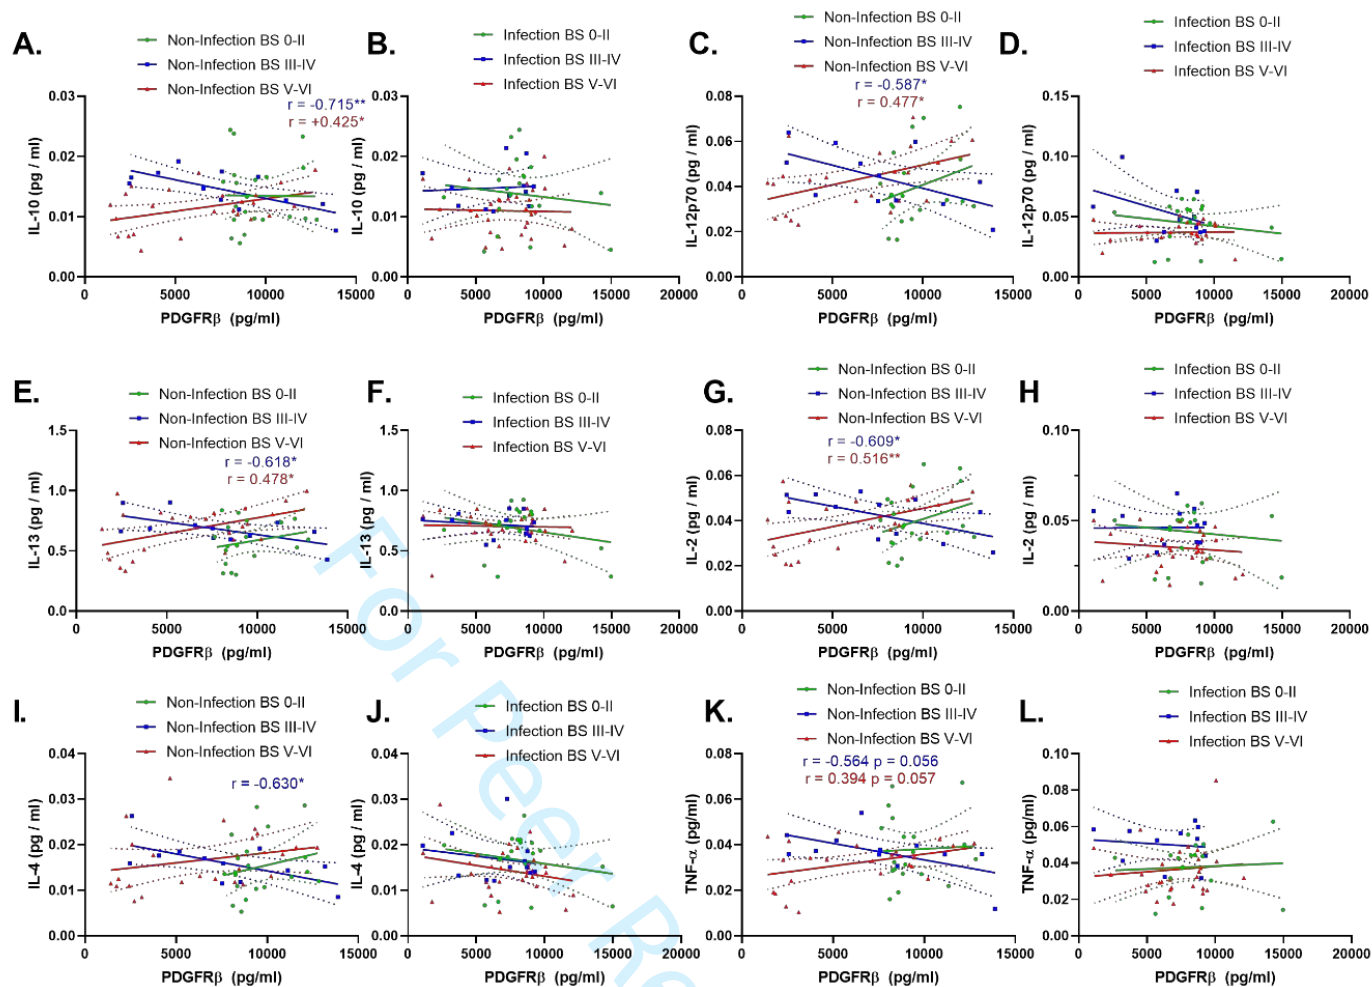 A.
Non-Infection BS 0-II
Non-Infection BS III-IV
Non-Infection BS V-VI
r = -0.715**
r = +0.425*
IL-10 (pg / ml)
0.03
0.02
0.01
0.00
0
5000
10000
15000
PDGFRβ (pg/ml)
B.
Infection BS 0-II
Infection BS III-IV
Infection BS V-VI
IL-10 (pg / ml)
0.03
0.02
0.01
0.00
0
5000
10000
15000
20000
PDGFRβ (pg/ml)
C.
Non-Infection BS 0-II
Non-Infection BS III-IV
Non-Infection BS V-VI
r = -0.587*
r = 0.477*
IL-12p70 (pg / ml)
0.08
0.06
0.04
0.02
0.00
0
5000
10000
15000
PDGFRβ (pg/ml)
D.
Infection BS 0-II
Infection BS III-IV
Infection BS V-VI
IL-12p70 (pg / ml)
0.15
0.10
0.05
0.00
0
5000
10000
15000
20000
PDGFRβ (pg/ml)
E.
Non-Infection BS 0-II
Non-Infection BS III-IV
Non-Infection BS V-VI
r = -0.618*
r = 0.478*
IL-13 (pg / ml)
1.5
1.0
0.5
0.0
0
5000
10000
15000
PDGFRβ (pg/ml)
F.
Infection BS 0-II
Infection BS III-IV
Infection BS V-VI
IL-13 (pg / ml)
1.5
1.0
0.5
0.0
0
5000
10000
15000
20000
PDGFRβ (pg/ml)
G.
Non-Infection BS 0-II
Non-Infection BS III-IV
Non-Infection BS V-VI
r = -0.609*
r = 0.516**
IL-2 (pg / ml)
0.08
0.06
0.04
0.02
0.00
0
5000
10000
15000
PDGFRβ (pg/ml)
H.
Infection BS 0-II
Infection BS III-IV
Infection BS V-VI
IL-2 (pg / ml)
0.10
0.05
0.00
0
5000
10000
15000
20000
PDGFRβ (pg/ml)
I.
Non-Infection BS 0-II
Non-Infection BS III-IV
Non-Infection BS V-VI
r = -0.630*
IL-4 (pg / ml)
0.04
0.03
0.02
0.01
0.00
0
5000
10000
15000
PDGFRβ (pg/ml)
J.
Infection BS 0-II
Infection BS III-IV
Infection BS V-VI
IL-4 (pg / ml)
0.04
0.03
0.02
0.01
0.00
0
5000
10000
15000
20000
PDGFRβ (pg/ml)
K.
Non-Infection BS 0-II
Non-Infection BS III-IV
Non-Infection BS V-VI
r = -0.564 p = 0.056
r = 0.394 p = 0.057
TNF-α (pg/ml)
0.08
0.06
0.04
0.02
0.00
0
5000
10000
15000
PDGFRβ (pg/ml)
L.
Infection BS 0-II
Infection BS III-IV
Infection BS V-VI
TNF-α (pg/ml)
0.10
0.08
0.06
0.04
0.02
0.00
0
5000
10000
15000
20000
PDGFRβ (pg/ml)
For Peer Re